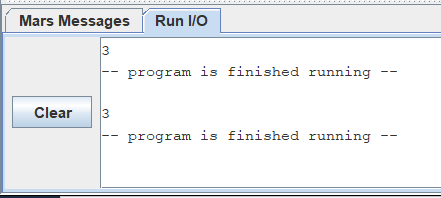 Mars Messages Run I/O
3
-- program is finished running --
Clear
3
-- program is finished running --